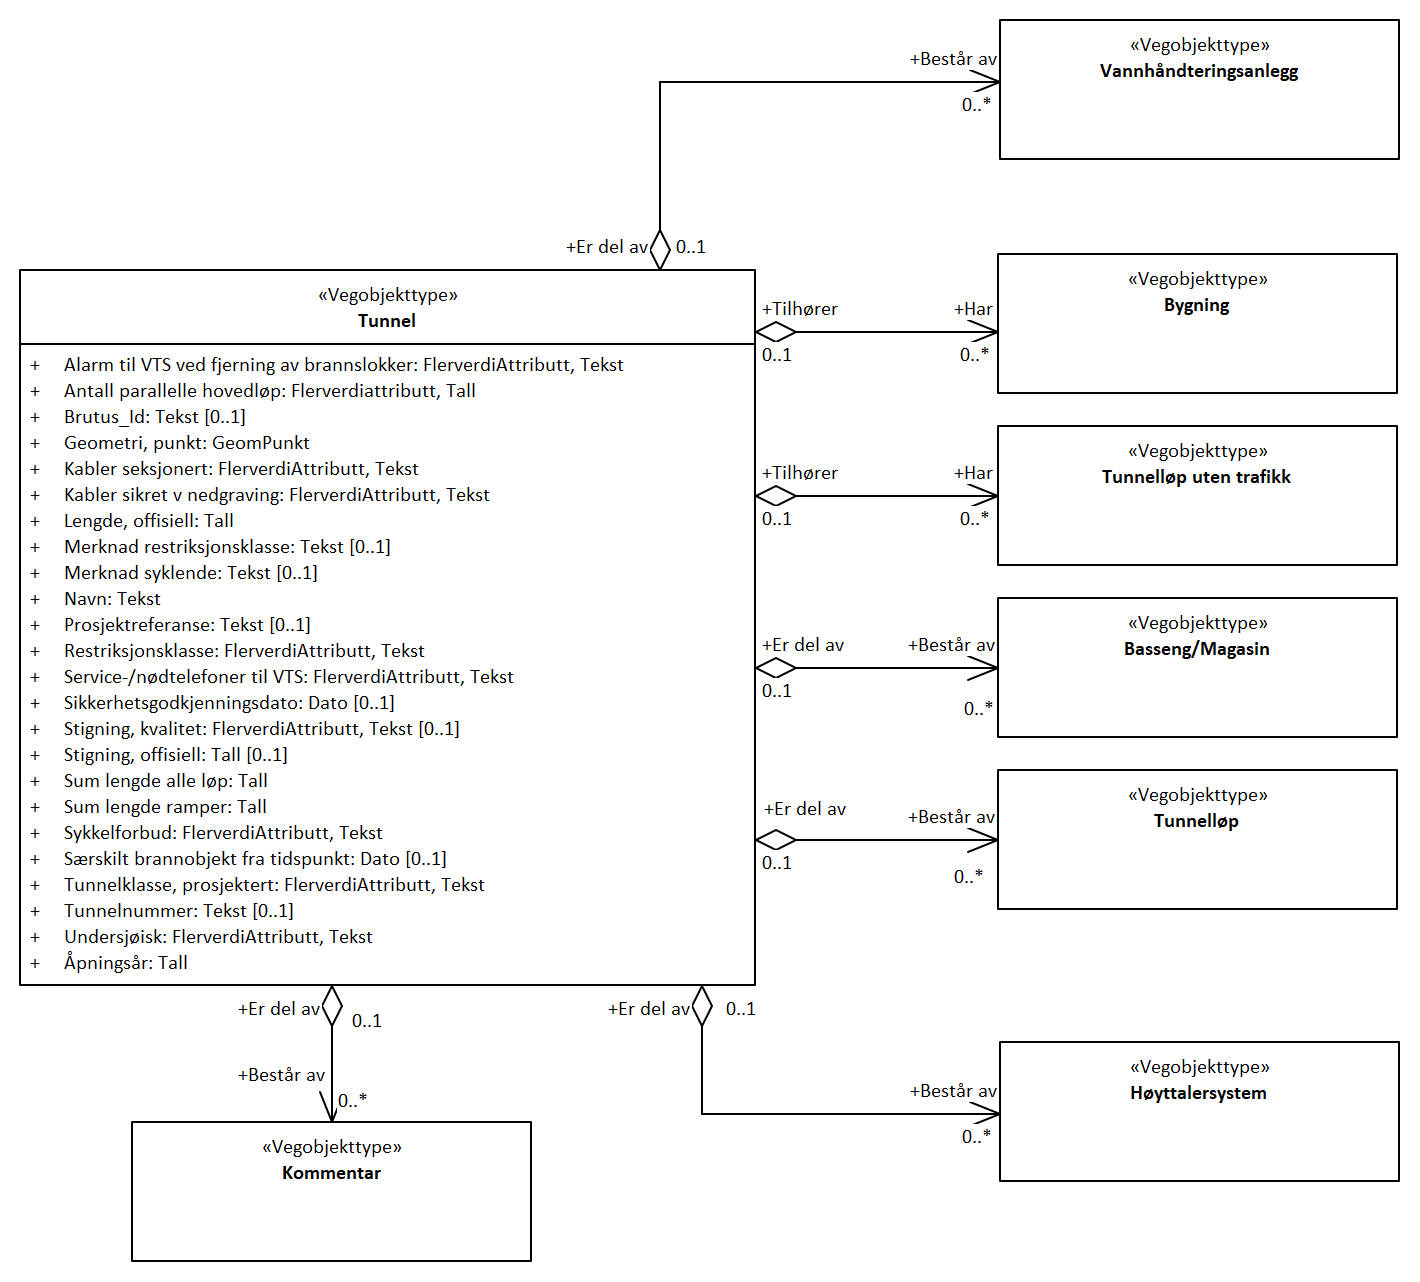 «Vegobjekttype»
Vannhåndteringsanlegg
+Består av
0..*
+Er del av
0..1
«Vegobjekttype»
Tunnel
+ Alarm til VTS ved fjerning av brannslokker: FlerverdiAttributt, Tekst
+ Antall parallelle hovedløp: Flerverdiattributt, Tall
+ Brutus_Id: Tekst [0..1]
+ Geometri, punkt: GeomPunkt
+ Kabler seksjonert: FlerverdiAttributt, Tekst
+ Kabler sikret v nedgraving: FlerverdiAttributt, Tekst
+ Lengde, offisiell: Tall
+ Merknad restriksjonsklasse: Tekst [0..1]
+ Merknad syklende: Tekst [0..1]
+ Navn: Tekst
+ Prosjektreferanse: Tekst [0..1]
+ Restriksjonsklasse: FlerverdiAttributt, Tekst
+ Service-/nødtelefoner til VTS: FlerverdiAttributt, Tekst
+ Sikkerhetsgodkjenningsdato: Dato [0..1]
+ Stigning, kvalitet: FlerverdiAttributt, Tekst [0..1]
+ Stigning, offisiell: Tall [0..1]
+ Sum lengde alle løp: Tall
+ Sum lengde ramper: Tall
+ Sykkelforbud: FlerverdiAttributt, Tekst
+ Særskilt brannobjekt fra tidspunkt: Dato [0..1]
+ Tunnelklasse, prosjektert: FlerverdiAttributt, Tekst
+ Tunnelnummer: Tekst [0..1]
+ Undersjøisk: FlerverdiAttributt, Tekst
+ Åpningsår: Tall
+Tilhører
0..1
+Har
0..*
«Vegobjekttype»
Bygning
+Tilhører
0..1
+Har
0..*
«Vegobjekttype»
Tunnelløp uten trafikk
+Er del av
0..1
+Består av
0..*
«Vegobjekttype»
Basseng/Magasin
+Er del av
0..1
+Består av
0..*
«Vegobjekttype»
Tunnelløp
+Er del av
0..1
+Består av
0..*
«Vegobjekttype»
Kommentar
+Er del av
0..1
+Består av
0..*
«Vegobjekttype»
Høyttalersystem